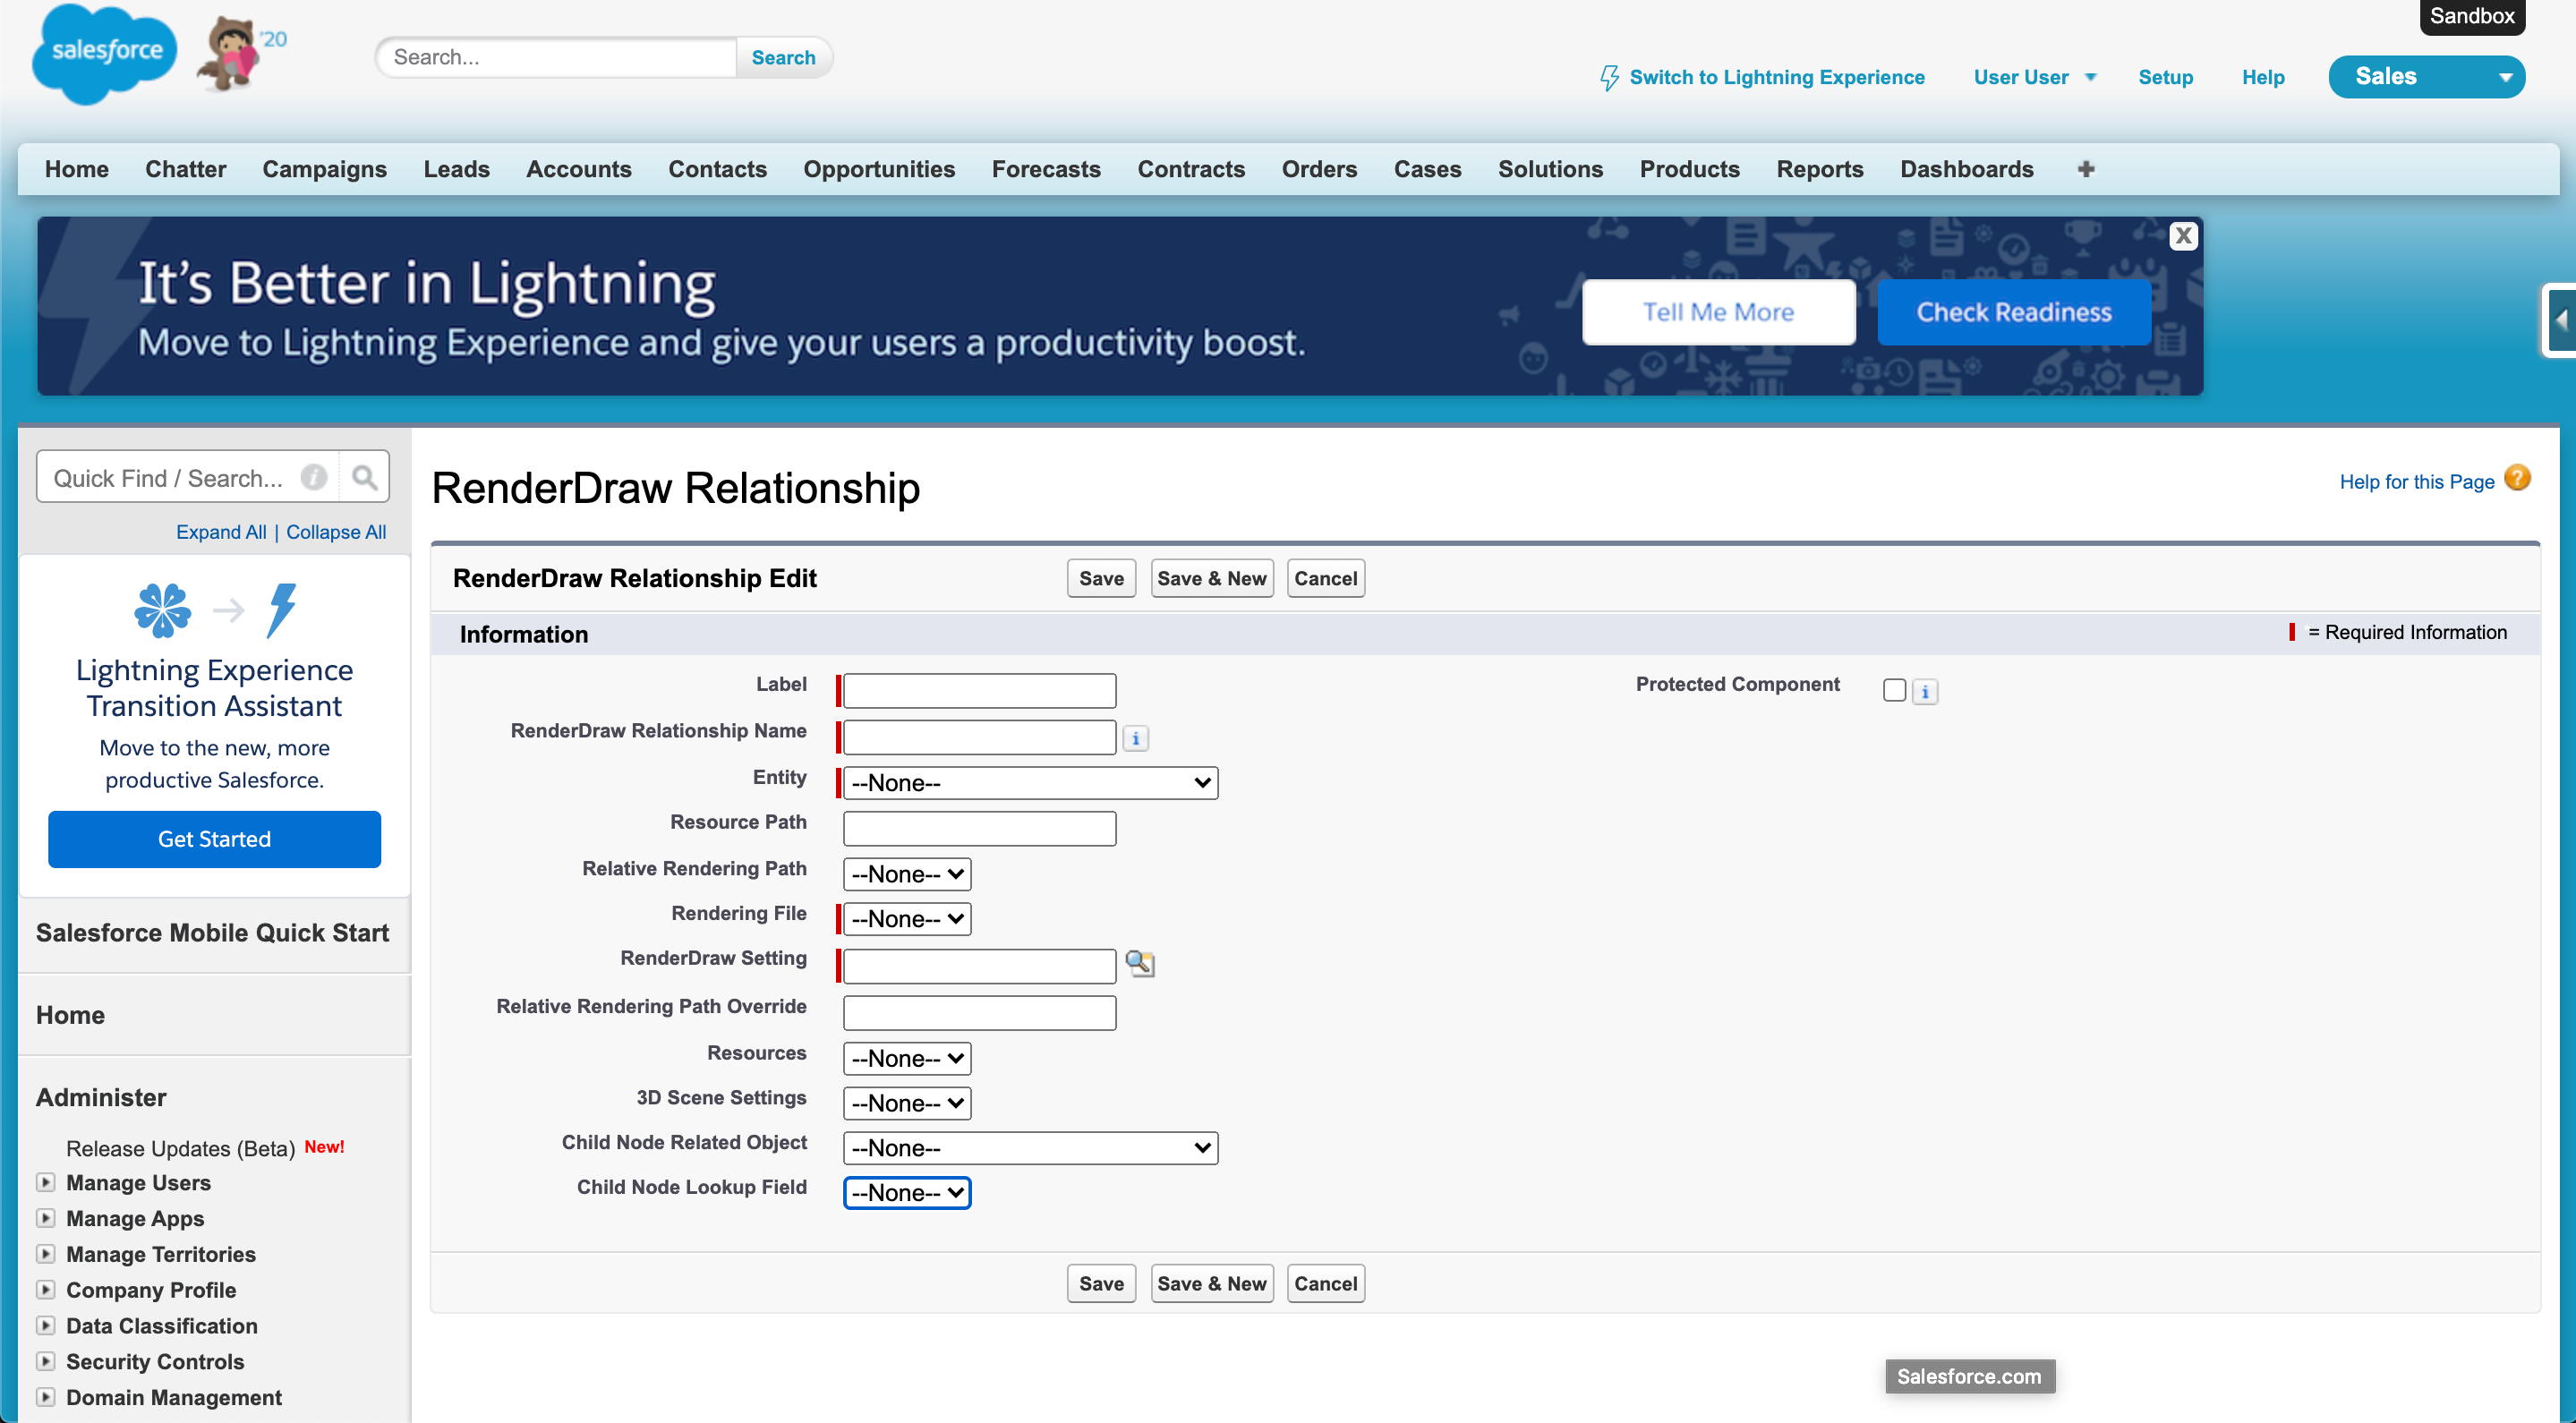 Sandbox
salesforce
'20
Search...
Search
Switch to Lightning Experience
User User
Setup
Help
Sales
Home Chatter Campaigns Leads Accounts Contacts Opportunities Forecasts Contracts Orders Cases Solutions Products Reports Dashboards +
It's Better in Lightning
Move to Lightning Experience and give your users a productivity boost.
Tell Me More
Check Readiness
X
Quick Find / Search...
Expand All | Collapse All
Lightning Experience
Transition Assistant
Move to the new, more
productive Salesforce.
Get Started
Salesforce Mobile Quick Start
Home
Administer
Release Updates (Beta) New!
Manage Users
Manage Apps
Manage Territories
Company Profile
Data Classification
Security Controls
Domain Management
RenderDraw Relationship
Help for this Page ?
RenderDraw Relationship Edit
Save
Save & New
Cancel
Information
= Required Information
Label
Protected Component
RenderDraw Relationship Name
Entity
--None--
Resource Path
Relative Rendering Path
--None--
Rendering File
--None--
RenderDraw Setting
Relative Rendering Path Override
Resources
--None--
3D Scene Settings
--None--
Child Node Related Object
--None--
Child Node Lookup Field
--None--
Save
Save & New
Cancel
Salesforce.com